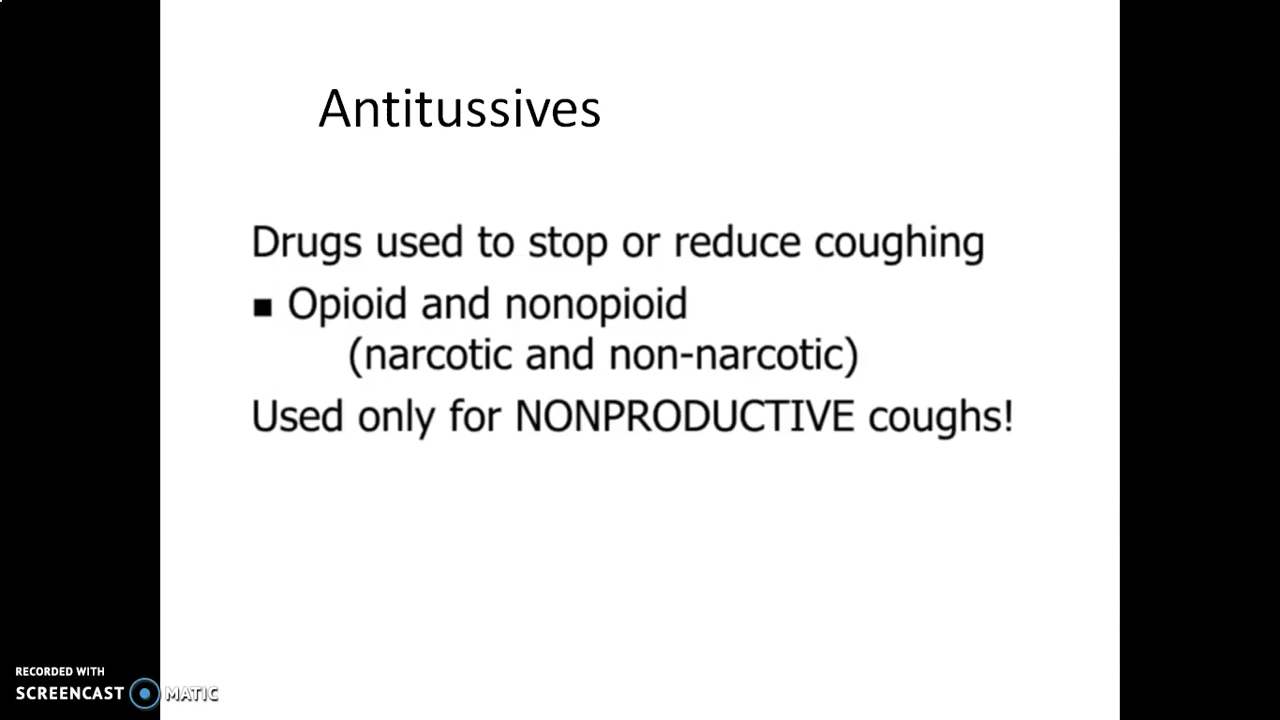 Antitussives
Drugs used to stop or reduce coughing
■ Opioid and nonopioid
(narcotic and non-narcotic)
Used only for NONPRODUCTIVE coughs!
RECORDED WITH
SCREENCAST MATIC